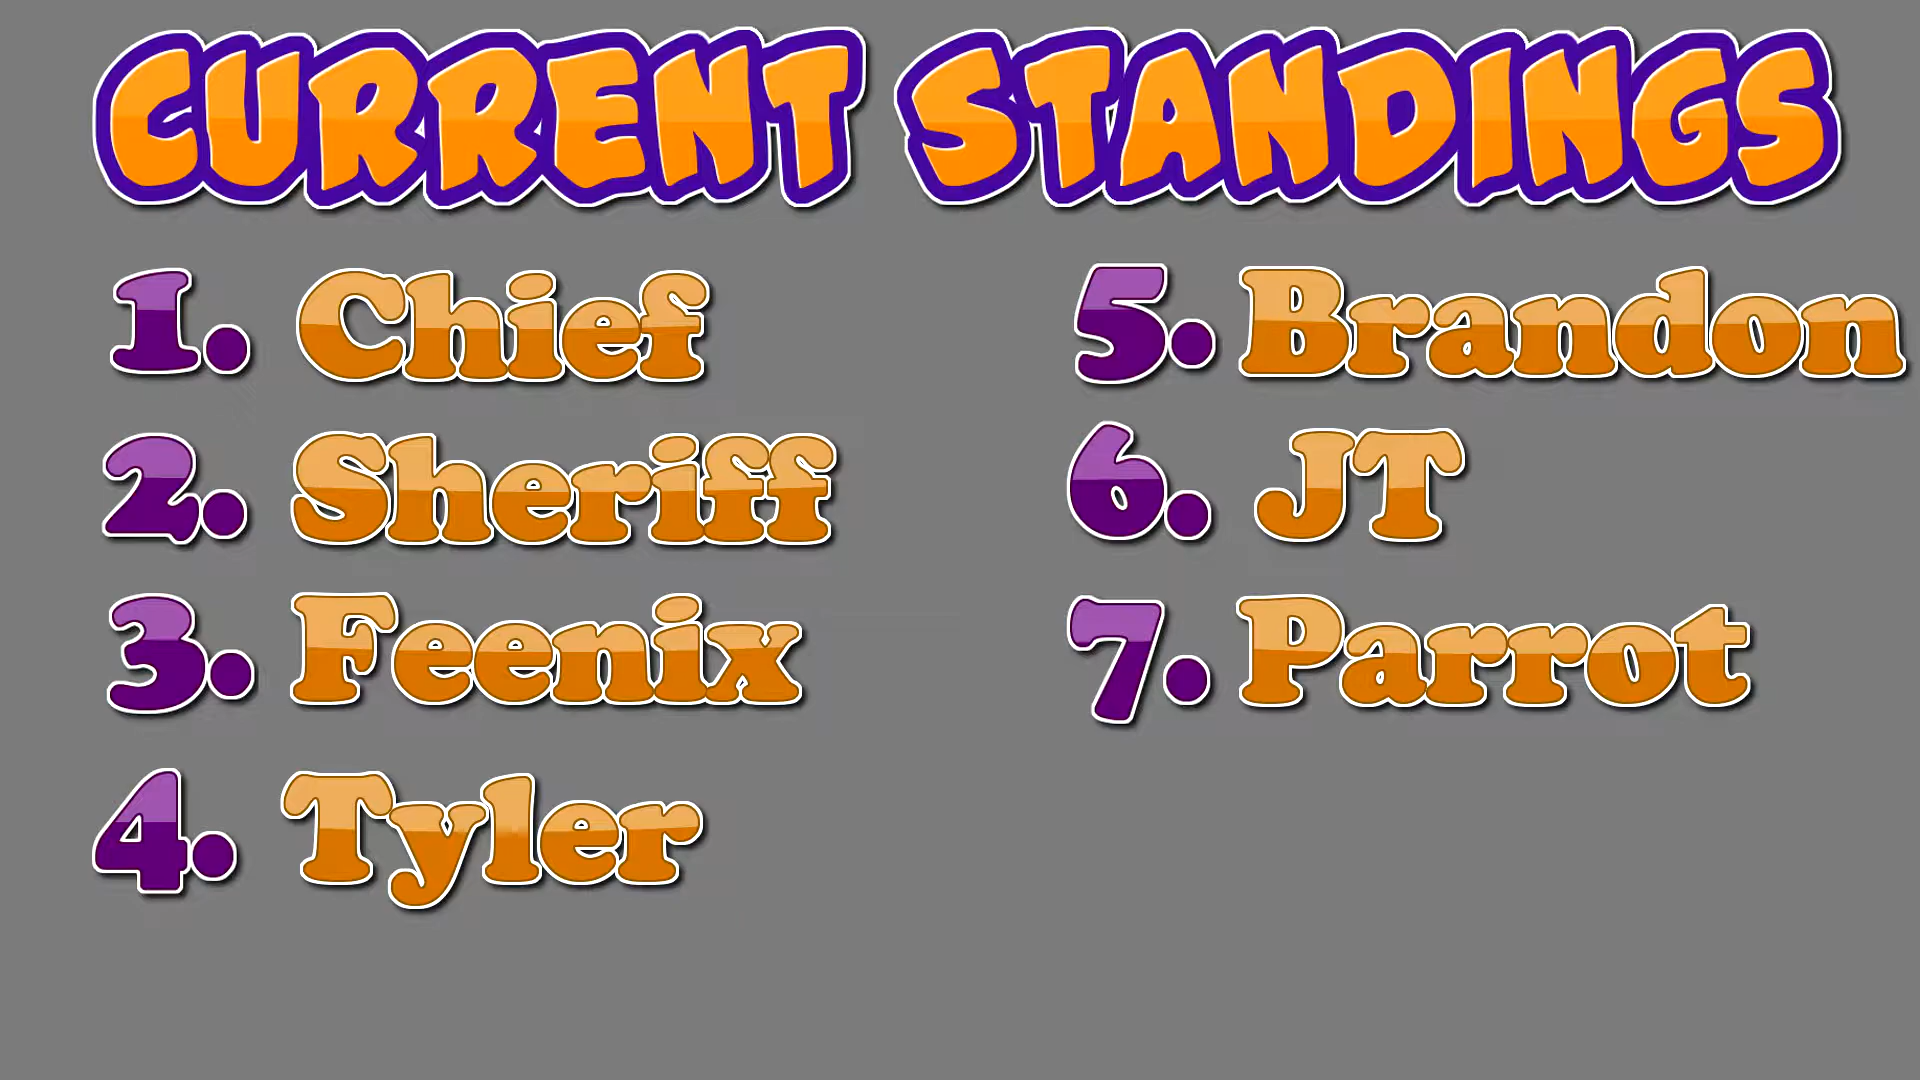 CURRENT STANDINGS
1. Chief
2. Sheriff
3. Feenix
4. Tyler
5. Brandon
6. JT
7. Parrot